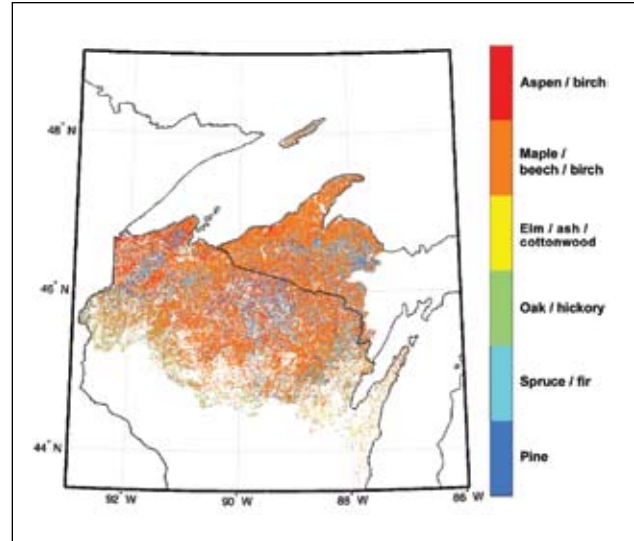 48° N
46° N
44° N
92° W
90° W
88° W
86° W
Aspen / birch
Maple /
beech / birch
Elm / ash /
cottonwood
Oak / hickory
Spruce / fir
Pine